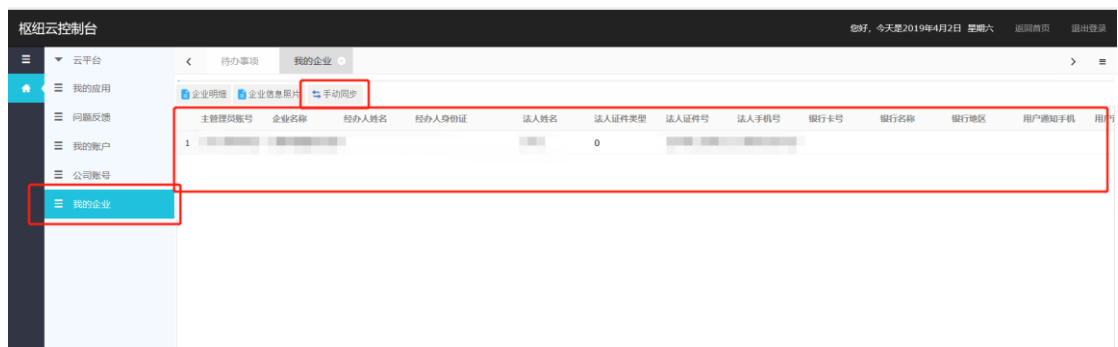 枢纽云控制台
您好，今天是2019年4月2日 星期六 返回首页 退出登录
云平台
待办事项 我的企业
我的应用
企业明细 企业信息照片 手动同步
问题反馈
主管理员账号 企业名称 经办人姓名 经办人身份证 法人姓名 法人证件类型 法人证件号 法人手机号 银行卡号 银行名称 银行地区 用户通知手机 用户
我的账户
1 0
公司账号
我的企业